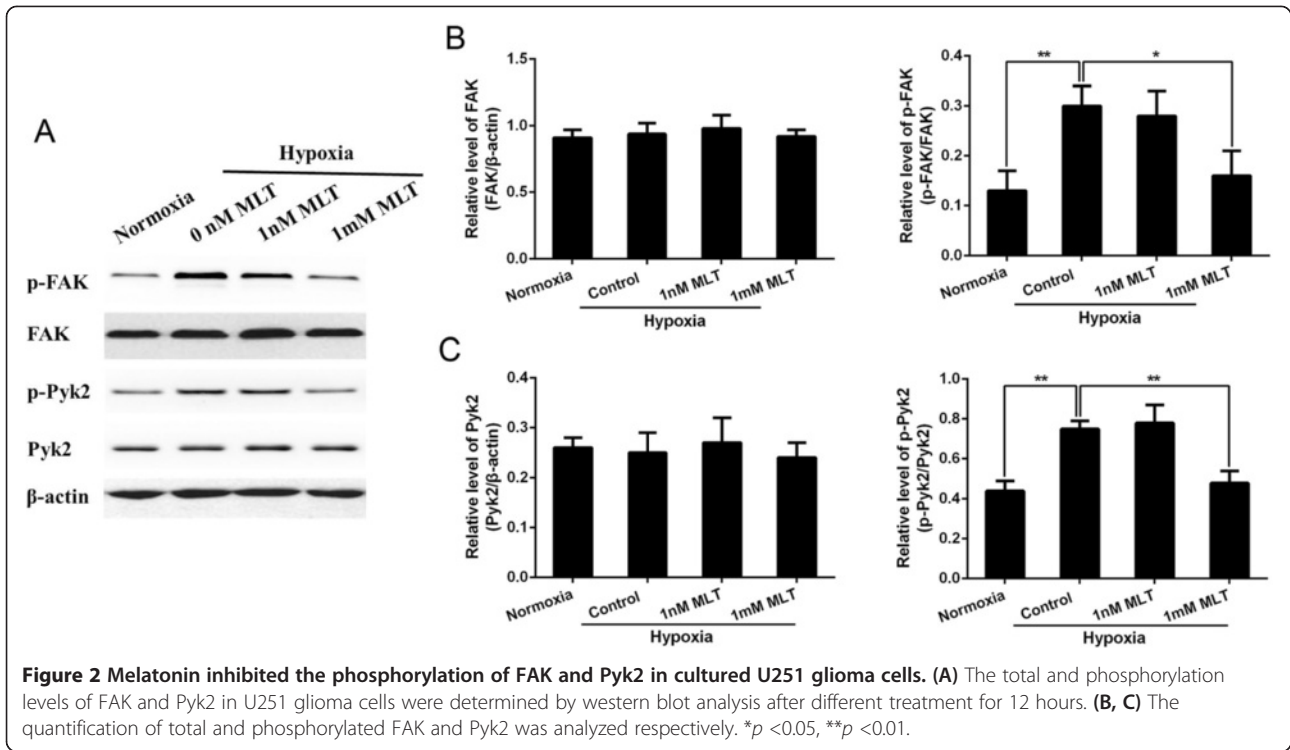 A
Hypoxia
Normoxia
0 nM MLT
1nM MLT
1mM MLT
p-FAK
FAK
p-Pyk2
Pyk2
β-actin
B
Relative level of FAK
(FAK/β-actin)
1.5
1.0
0.5
0.0
Normoxia
Control
1nM MLT
1mM MLT
Hypoxia
Relative level of p-FAK
(p-FAK/FAK)
0.4
0.3
0.2
0.1
0.0
**
*
Normoxia
Control
1nM MLT
1mM MLT
Hypoxia
C
Relative level of Pyk2
(Pyk2/β-actin)
0.4
0.3
0.2
0.1
0.0
Normoxia
Control
1nM MLT
1mM MLT
Hypoxia
Relative level of p-Pyk2
(p-Pyk2/Pyk2)
1.0
0.8
0.6
0.4
0.2
0.0
**
**
Normoxia
Control
1nM MLT
1mM MLT
Hypoxia
Figure 2 Melatonin inhibited the phosphorylation of FAK and Pyk2 in cultured U251 glioma cells. (A) The total and phosphorylation
levels of FAK and Pyk2 in U251 glioma cells were determined by western blot analysis after different treatment for 12 hours. (B, C) The
quantification of total and phosphorylated FAK and Pyk2 was analyzed respectively. *p <0.05, **p <0.01.